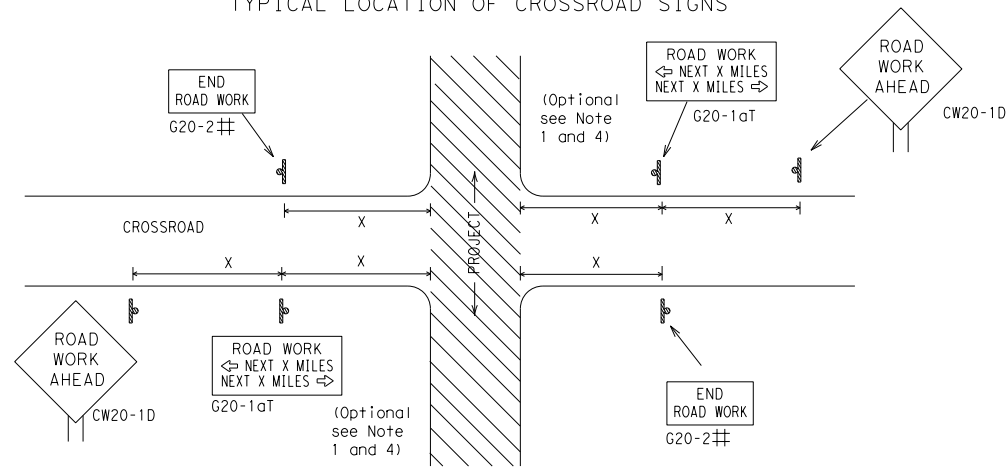 TYPICAL LOCATION OF CROSSROAD SIGNS
END
ROAD WORK
G20-2#
(Optional
see Note
1 and 4)
ROAD WORK
⇦ NEXT X MILES
NEXT X MILES ⇨
G20-1aT
ROAD
WORK
AHEAD
CW20-1D
X
X
X
CROSSROAD
PROJECT
X
X
X
ROAD
WORK
AHEAD
CW20-1D
ROAD WORK
⇦ NEXT X MILES
NEXT X MILES ⇨
G20-1aT
(Optional
see Note
1 and 4)
END
ROAD WORK
G20-2#